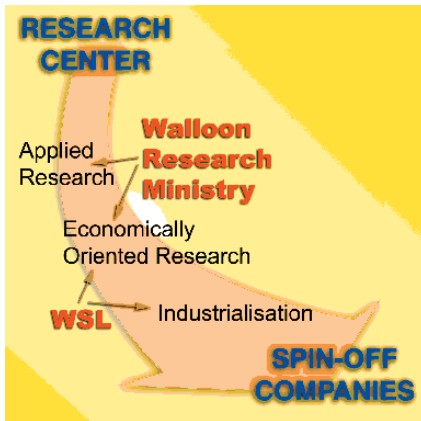 RESEARCH
CENTER
Walloon
Research
Ministry
Applied
Research
Economically
Oriented Research
WSL
Industrialisation
SPIN-OFF
COMPANIES